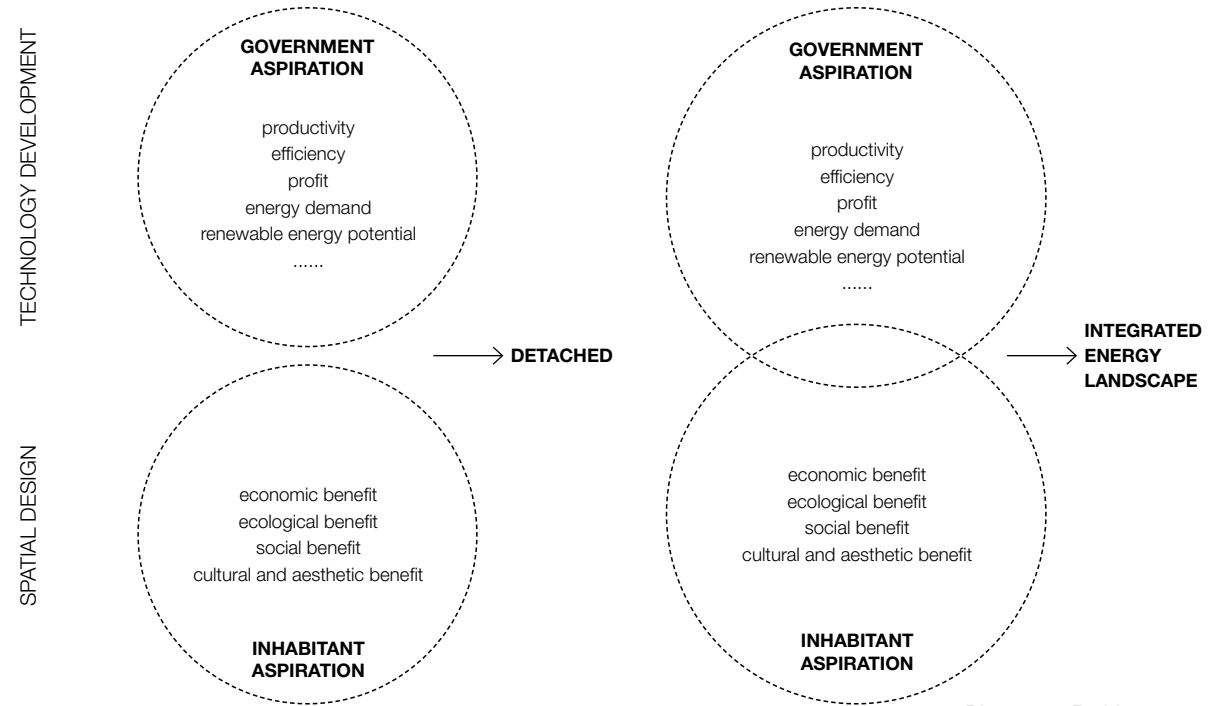 TECHNOLOGY DEVELOPMENT
GOVERNMENT
ASPIRATION
productivity
efficiency
profit
energy demand
renewable energy potential
......
DETACHED
SPATIAL DESIGN
economic benefit
ecological benefit
social benefit
cultural and aesthetic benefit
INHABITANT
ASPIRATION
GOVERNMENT
ASPIRATION
productivity
efficiency
profit
energy demand
renewable energy potential
......
INTEGRATED
ENERGY
LANDSCAPE
economic benefit
ecological benefit
social benefit
cultural and aesthetic benefit
INHABITANT
ASPIRATION